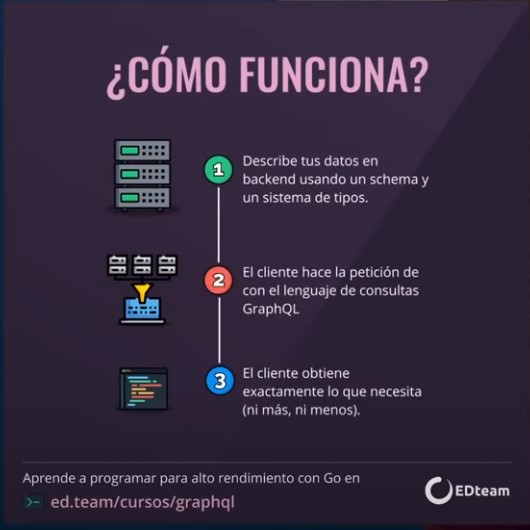 ¿CÓMO FUNCIONA?
1
Describe tus datos en
backend usando un schema y
un sistema de tipos.
2
El cliente hace la petición de
con el lenguaje de consultas
GraphQL
3
El cliente obtiene
exactamente lo que necesita
(ni más, ni menos).
Aprende a programar para alto rendimiento con Go en
ed.team/cursos/graphql
EDteam